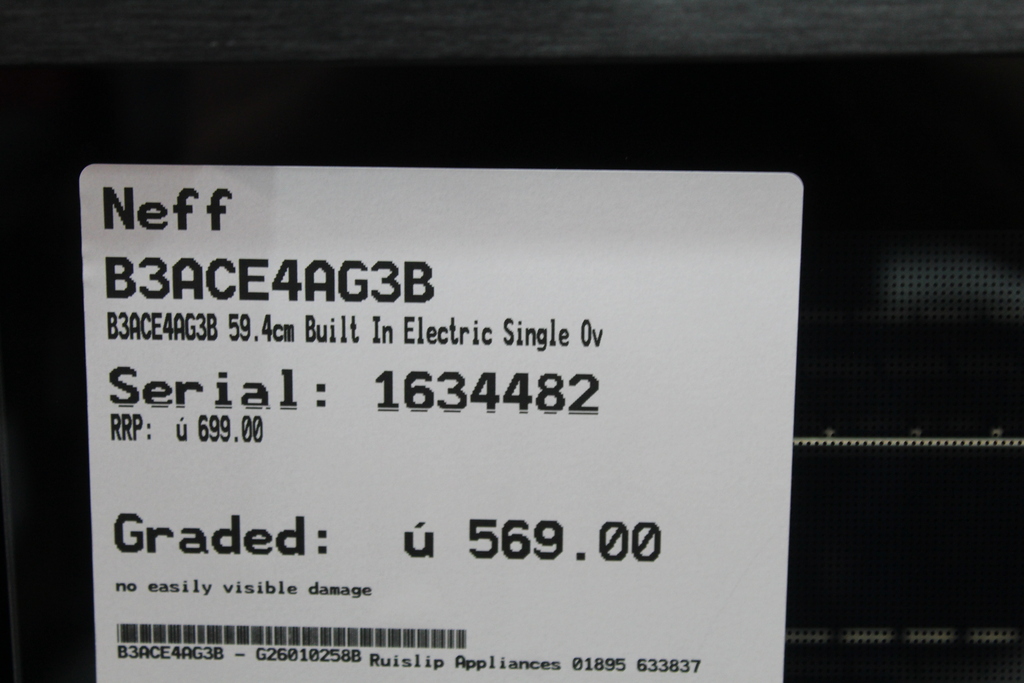 Neff
B3ACE4AG3B
B3ACE4AG3B 59.4cm Built In Electric Single Ov
Serial: 1634482
RRP: ú 699.00
Graded: ú 569.00
no easily visible damage
B3ACE4AG3B - G26010258B Ruislip Appliances 01895 633837